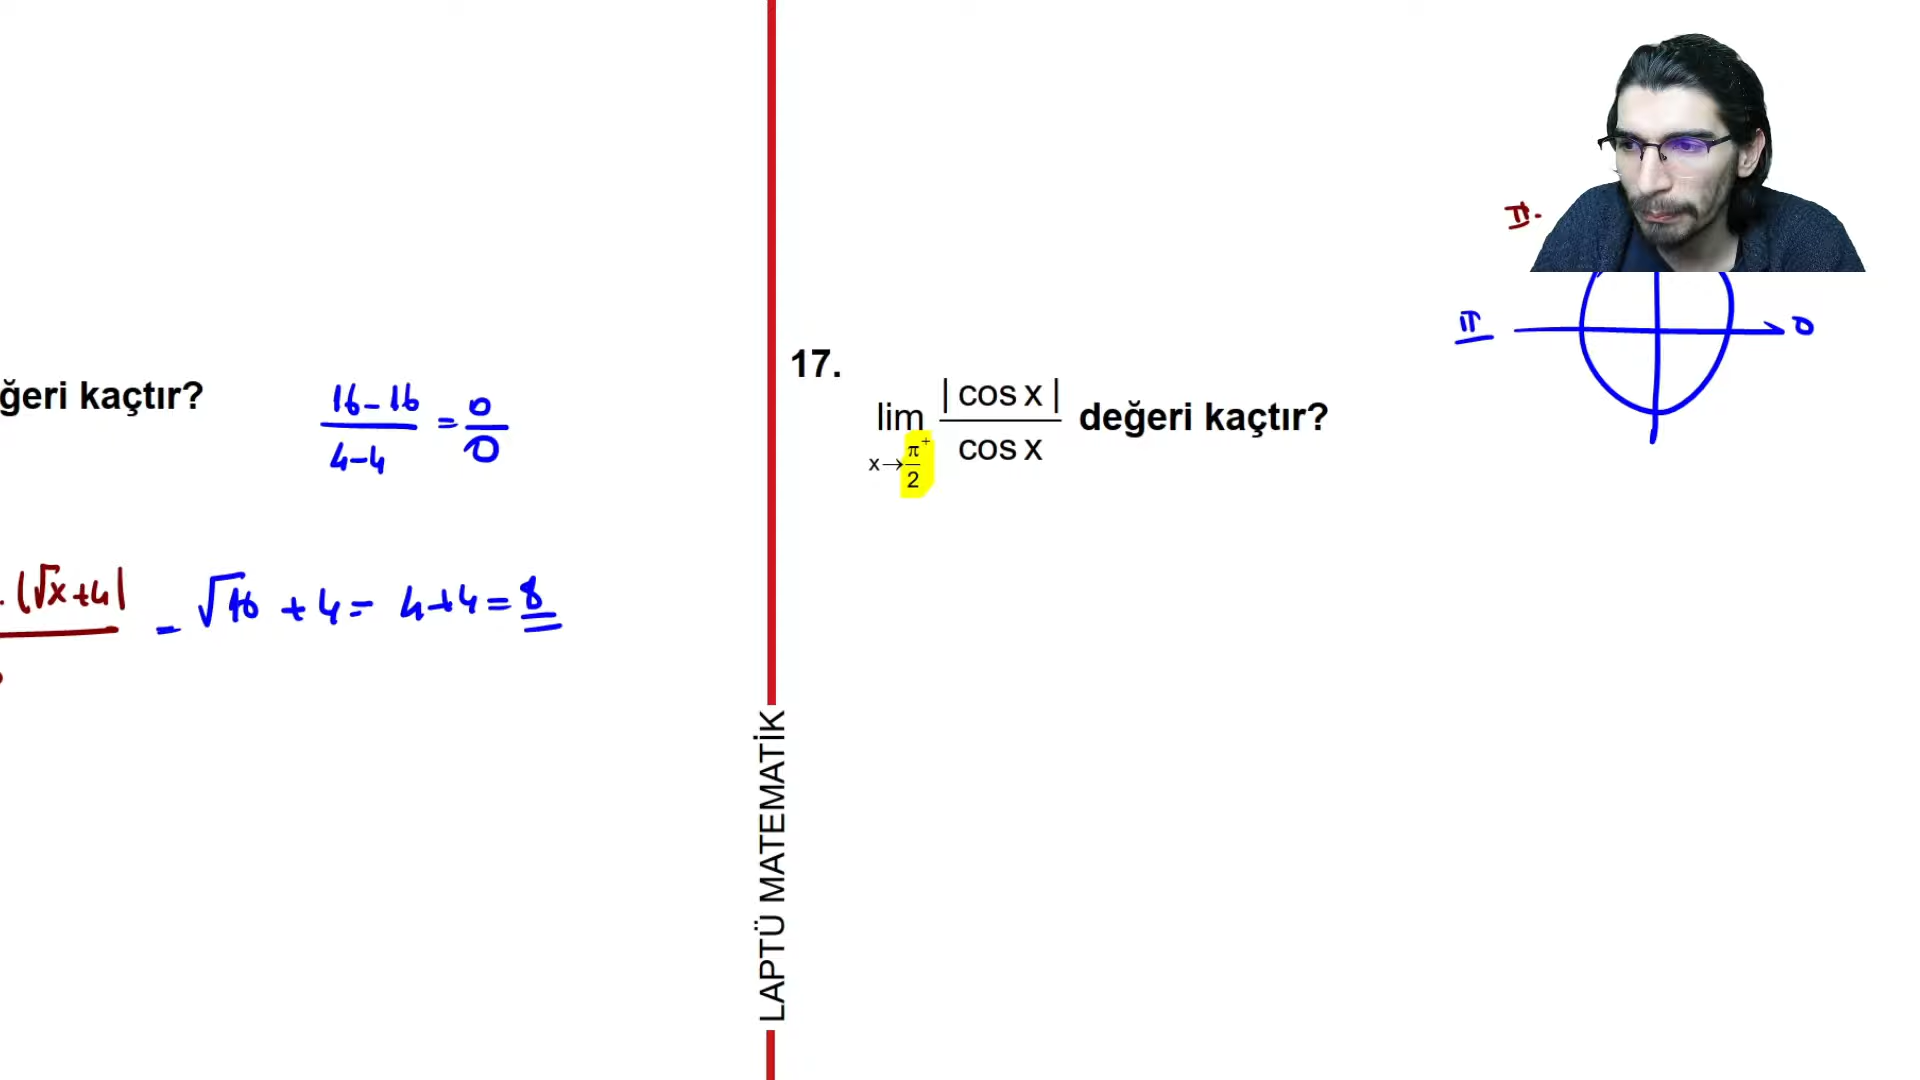 ğeri kaçtır?
16-16
4-4
= 0
0
. (√x+4)
= √16 + 4 = 4+4 = 8
LAPTÜ MATEMATİK
17.
lim |cos x| değeri kaçtır?
x→π⁺ cos x
2
II.
π
0